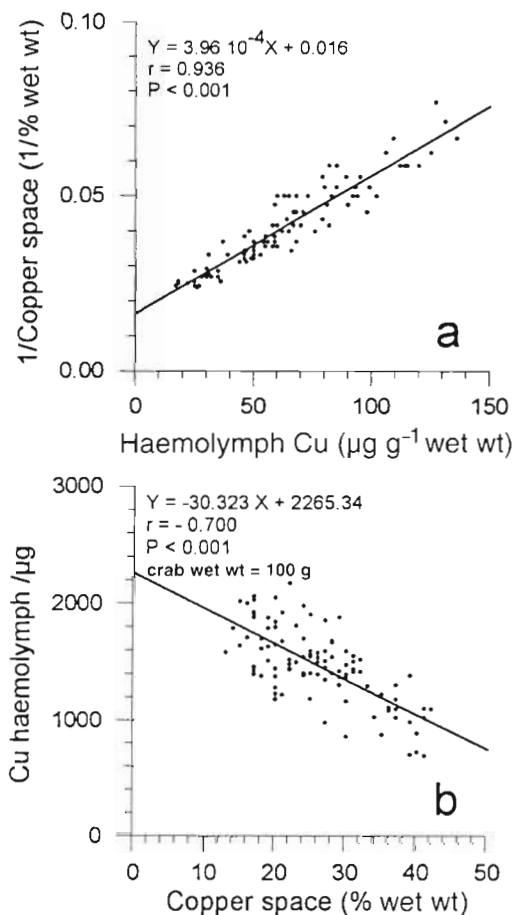 0.10
Y = 3.96 10⁻⁴X + 0.016
r = 0.936
P < 0.001
1/Copper space (1/% wet wt)
0.05
a
0.00
0 50 100 150
Haemolymph Cu (µg g⁻¹ wet wt)
3000
Y = -30.323 X + 2265.34
r = - 0.700
P < 0.001
crab wet wt = 100 g
Cu haemolymph /µg
2000
1000
b
0
0 10 20 30 40 50
Copper space (% wet wt)